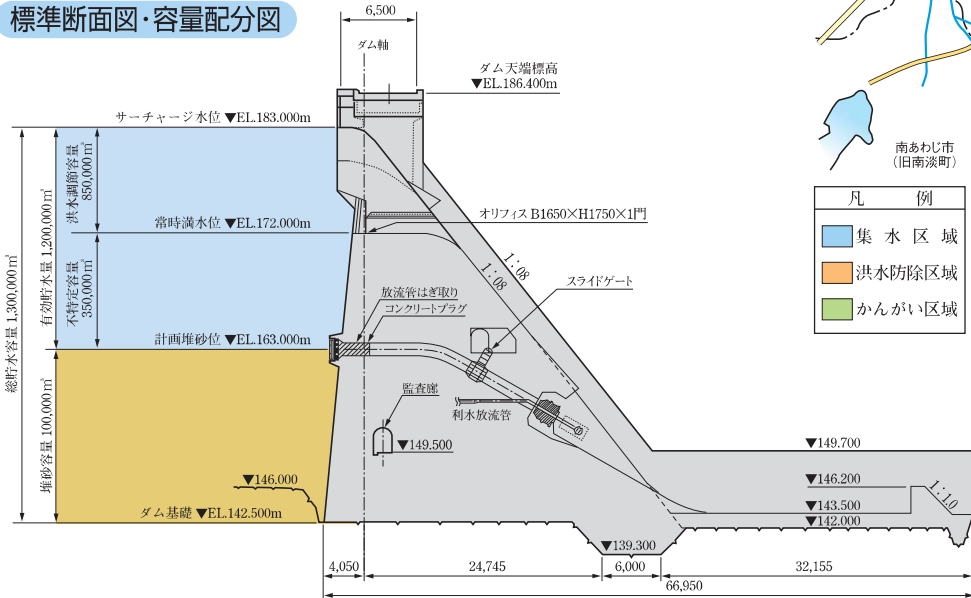 標準断面図・容量配分図
6,500
ダム軸
ダム天端標高
▼EL.186.400m
サーチャージ水位 ▼EL.183.000m
南あわじ市
(旧南淡町)
凡 例
集水区域
洪水防除区域
かんがい区域
総貯水容量 1,300,000㎥
有効貯水量 1,200,000㎥
洪水調節容量
850,000㎥
常時満水位 ▼EL.172.000m
オリフィス B1650×H1750×1門
不特定容量
350,000㎥
1:08
1:08
スライドゲート
放流管はぎ取り
コンクリートプラグ
計画堆砂位 ▼EL.163.000m
堆砂容量 100,000㎥
監査廊
利水放流管
▼149.500
▼149.700
▼146.000
▼146.200
1:1.0
▼143.500
ダム基礎 ▼EL.142.500m
▼142.000
▼139.300
4,050
24,745
6,000
32,155
66,950